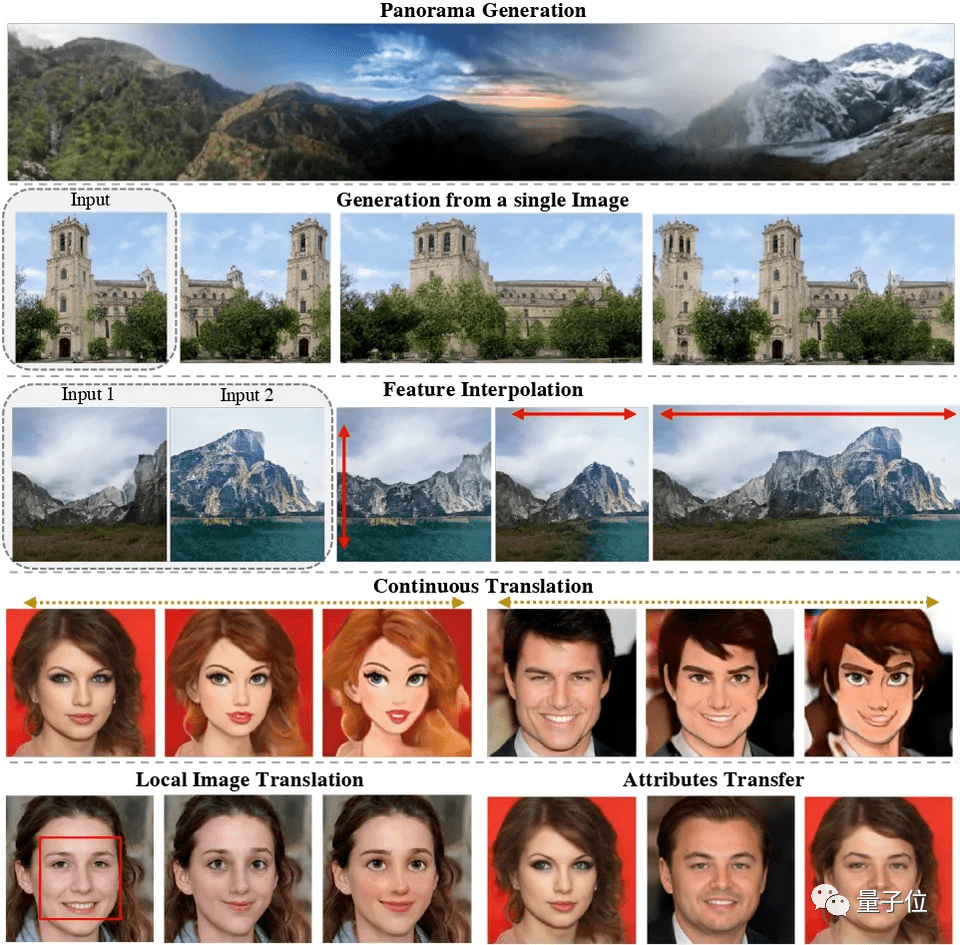 Panorama Generation
Input
Generation from a single Image
Input 1
Input 2
Feature Interpolation
Continuous Translation
Local Image Translation
Attributes Transfer
量子位